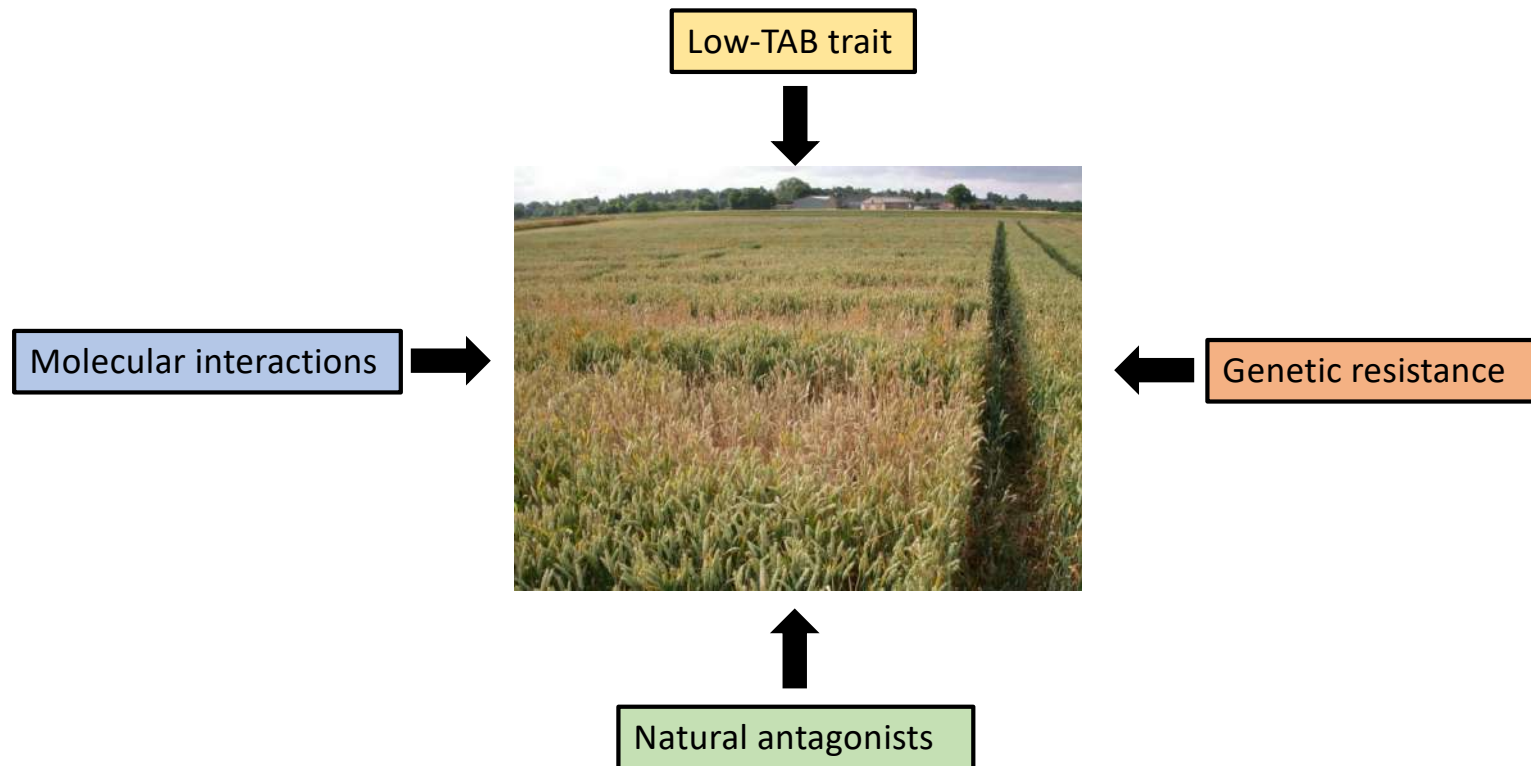 Low-TAB trait
Molecular interactions
Genetic resistance
Natural antagonists